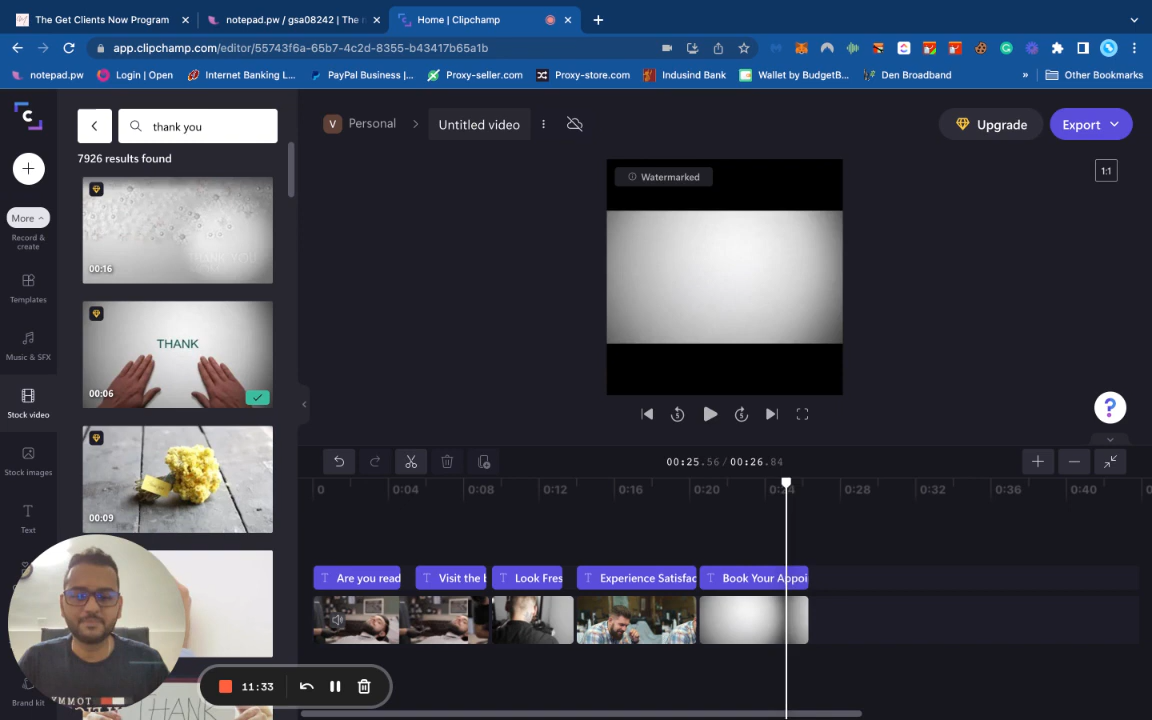 The Get Clients Now Program
notepad.pw / gsa08242 | The n
Home | Clipchamp
app.clipchamp.com/editor/55743f6a-65b7-4c2d-8355-b43417b65a1b
notepad.pw
Login | Open
Internet Banking L...
PayPal Business |...
Proxy-seller.com
Proxy-store.com
Indusind Bank
Wallet by BudgetB...
Den Broadband
»
Other Bookmarks
thank you
V Personal
Untitled video
Upgrade
Export
7926 results found
Watermarked
1:1
More
Record & create
Templates
Music & SFX
Stock video
Stock images
Text
Brand kit
THANK YOU
00:16
THANK
00:06
00:09
THANK
00:25.56 / 00:26.84
0 0:04 0:08 0:12 0:16 0:20 0:24 0:28 0:32 0:36 0:40 0
Are you read
Visit the b
Look Fres
Experience Satisfac
Book Your Appoi
11:33